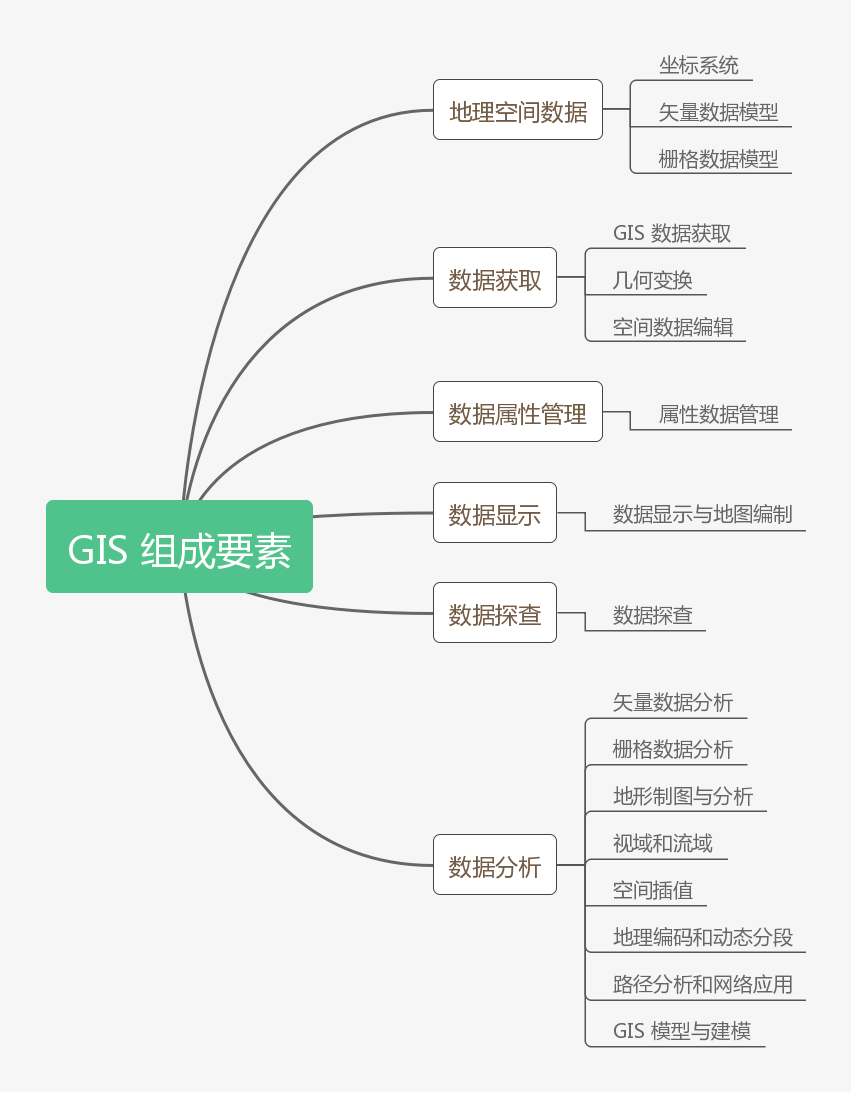 GIS 组成要素
地理空间数据
坐标系统
矢量数据模型
栅格数据模型
数据获取
GIS 数据获取
几何变换
空间数据编辑
数据属性管理
属性数据管理
数据显示
数据显示与地图编制
数据探查
数据探查
数据分析
矢量数据分析
栅格数据分析
地形制图与分析
视域和流域
空间插值
地理编码和动态分段
路径分析和网络应用
GIS 模型与建模